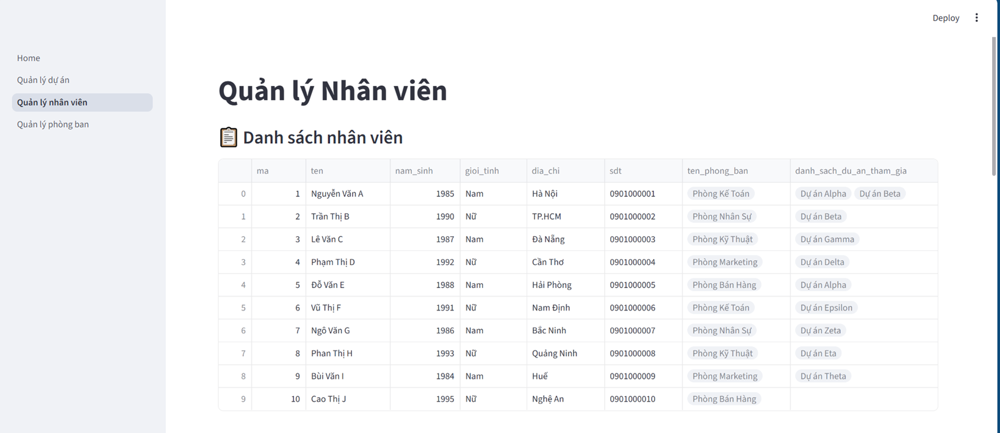 Deploy
Home
Quản lý dự án
Quản lý nhân viên
Quản lý phòng ban
Quản lý Nhân viên
Danh sách nhân viên
ma ten nam_sinh gioi_tinh dia_chi sdt ten_phong_ban danh_sach_du_an_tham_gia
0 1 Nguyễn Văn A 1985 Nam Hà Nội 0901000001 Phòng Kế Toán Dự án Alpha Dự án Beta
1 2 Trần Thị B 1990 Nữ TP.HCM 0901000002 Phòng Nhân Sự Dự án Beta
2 3 Lê Văn C 1987 Nam Đà Nẵng 0901000003 Phòng Kỹ Thuật Dự án Gamma
3 4 Phạm Thị D 1992 Nữ Cần Thơ 0901000004 Phòng Marketing Dự án Delta
4 5 Đỗ Văn E 1988 Nam Hải Phòng 0901000005 Phòng Bán Hàng Dự án Alpha
5 6 Vũ Thị F 1991 Nữ Nam Định 0901000006 Phòng Kế Toán Dự án Epsilon
6 7 Ngô Văn G 1986 Nam Bắc Ninh 0901000007 Phòng Nhân Sự Dự án Zeta
7 8 Phan Thị H 1993 Nữ Quảng Ninh 0901000008 Phòng Kỹ Thuật Dự án Eta
8 9 Bùi Văn I 1984 Nam Huế 0901000009 Phòng Marketing Dự án Theta
9 10 Cao Thị J 1995 Nữ Nghệ An 0901000010 Phòng Bán Hàng